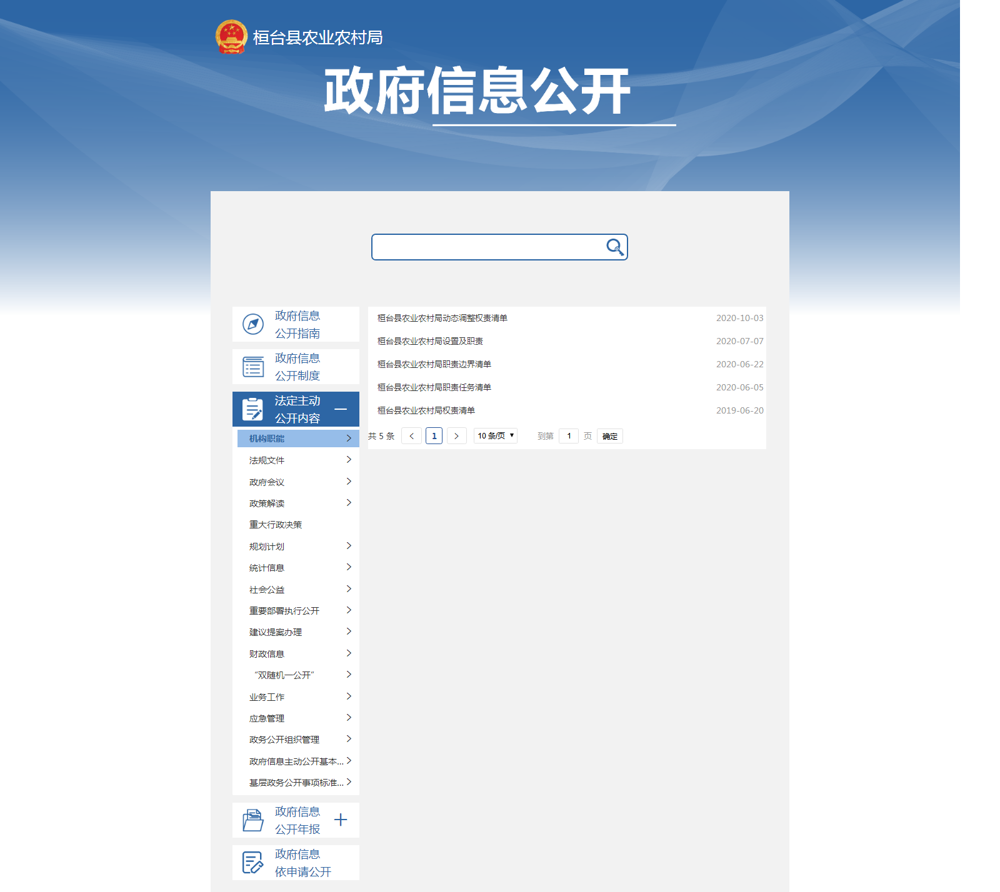 桓台县农业农村局
政府信息公开
政府信息
公开指南
政府信息
公开制度
法定主动
公开内容
机构职能
法规文件
政府会议
政策解读
重大行政决策
规划计划
统计信息
社会公益
重要部署执行公开
建议提案办理
财政信息
“双随机一公开”
业务工作
应急管理
政务公开组织管理
政府信息主动公开基本...
基层政务公开事项标准...
政府信息
公开年报
政府信息
依申请公开
桓台县农业农村局动态调整权责清单 2020-10-03
桓台县农业农村局设置及职责 2020-07-07
桓台县农业农村局职责边界清单 2020-06-22
桓台县农业农村局职责任务清单 2020-06-05
桓台县农业农村局权责清单 2019-06-20
共 5 条 1 10 条/页 到第 1 页 确定